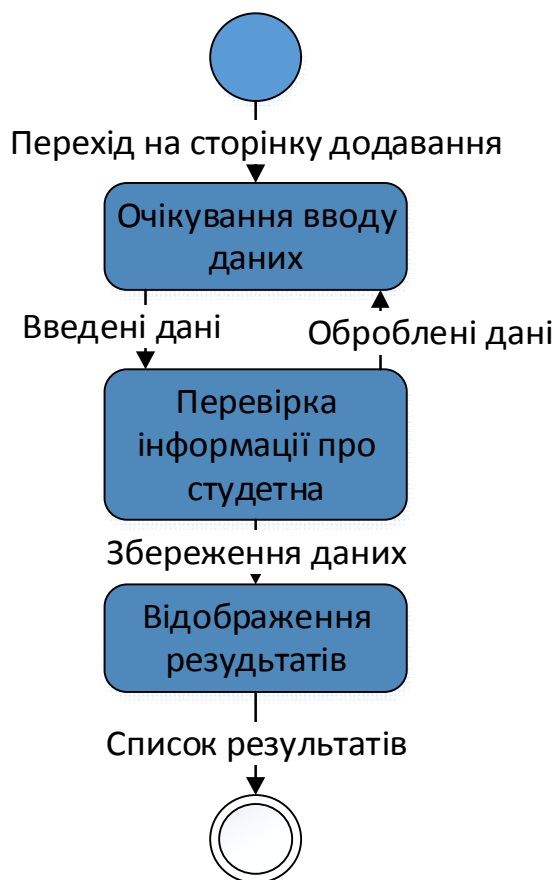 Перехід на сторінку додавання
Очікування вводу
даних
Введені дані
Оброблені дані
Перевірка
інформації про
студетна
Збереження даних
Відображення
резудьтатів
Список результатів